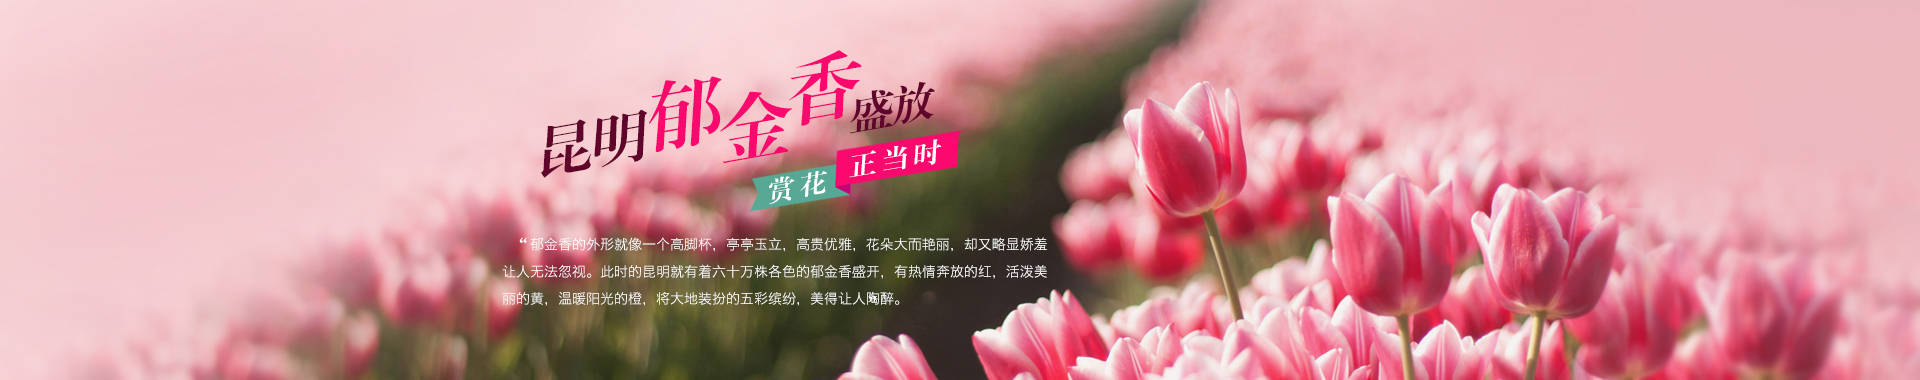 昆明郁金香盛放
赏花正当时
“郁金香的外形就像一个高脚杯，亭亭玉立，高贵优雅，花朵大而艳丽，却又略显娇羞
让人无法忽视。此时的昆明就有着六十万株各色的郁金香盛开，有热情奔放的红，活泼美
丽的黄，温暖阳光的橙，将大地装扮的五彩缤纷，美得让人陶醉。